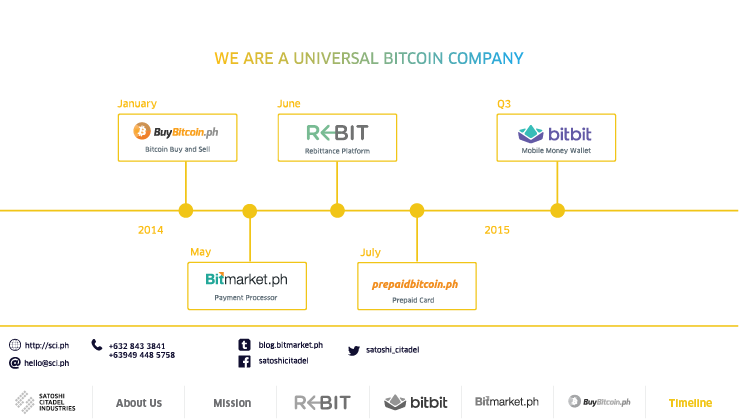 WE ARE A UNIVERSAL BITCOIN COMPANY
January
BuyBitcoin.ph
Bitcoin Buy and Sell
June
REBIT
Rebittance Platform
Q3
bitbit
Mobile Money Wallet
2014
2015
May
Bitmarket.ph
Payment Processor
July
prepaidbitcoin.ph
Prepaid Card
http://sci.ph
hello@sci.ph
+632 843 3841
+63949 448 5758
blog.bitmarket.ph
satoshicitadel
satoshi_citadel
SATOSHI
CITADEL
INDUSTRIES
About Us
Mission
REBIT
bitbit
Bitmarket.ph
BuyBitcoin.ph
Timeline